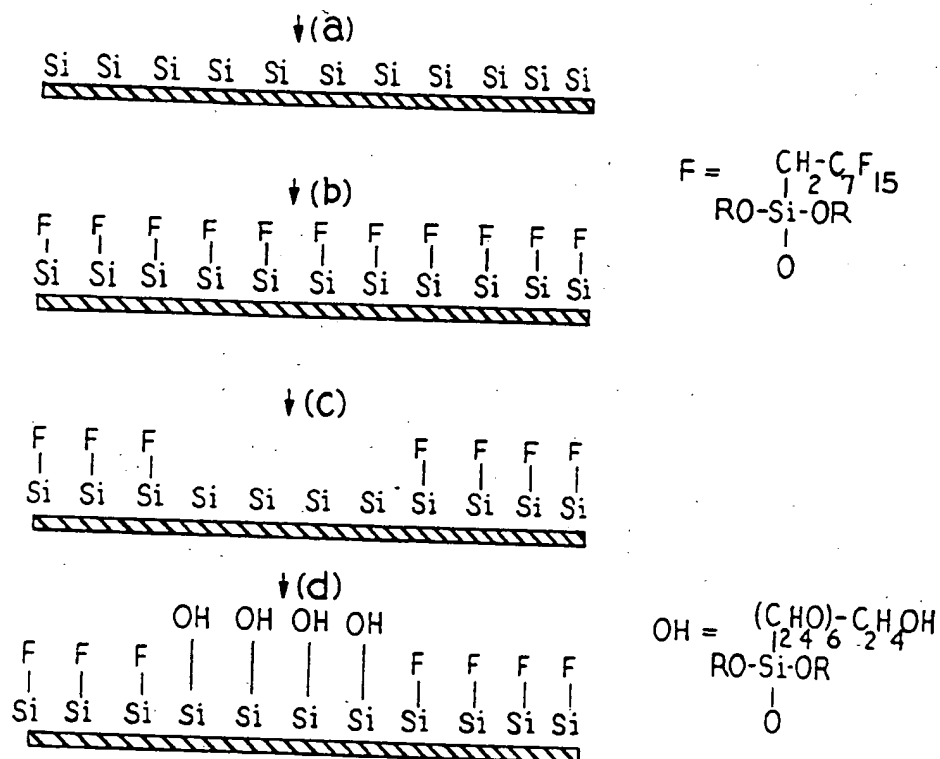 ↓(a)
Si Si Si Si Si Si Si Si Si Si Si
↓(b)
F F F F F F F F F F F
Si Si Si Si Si Si Si Si Si Si Si
F = CH2-C7F15
RO-Si-OR
O
↓(c)
F F F F F F F
Si Si Si Si Si Si Si Si Si Si Si
↓(d)
OH OH OH OH
F F F F F F F
Si Si Si Si Si Si Si Si Si Si Si
OH = (C2H4O)6-C2H4OH
RO-Si-OR
O